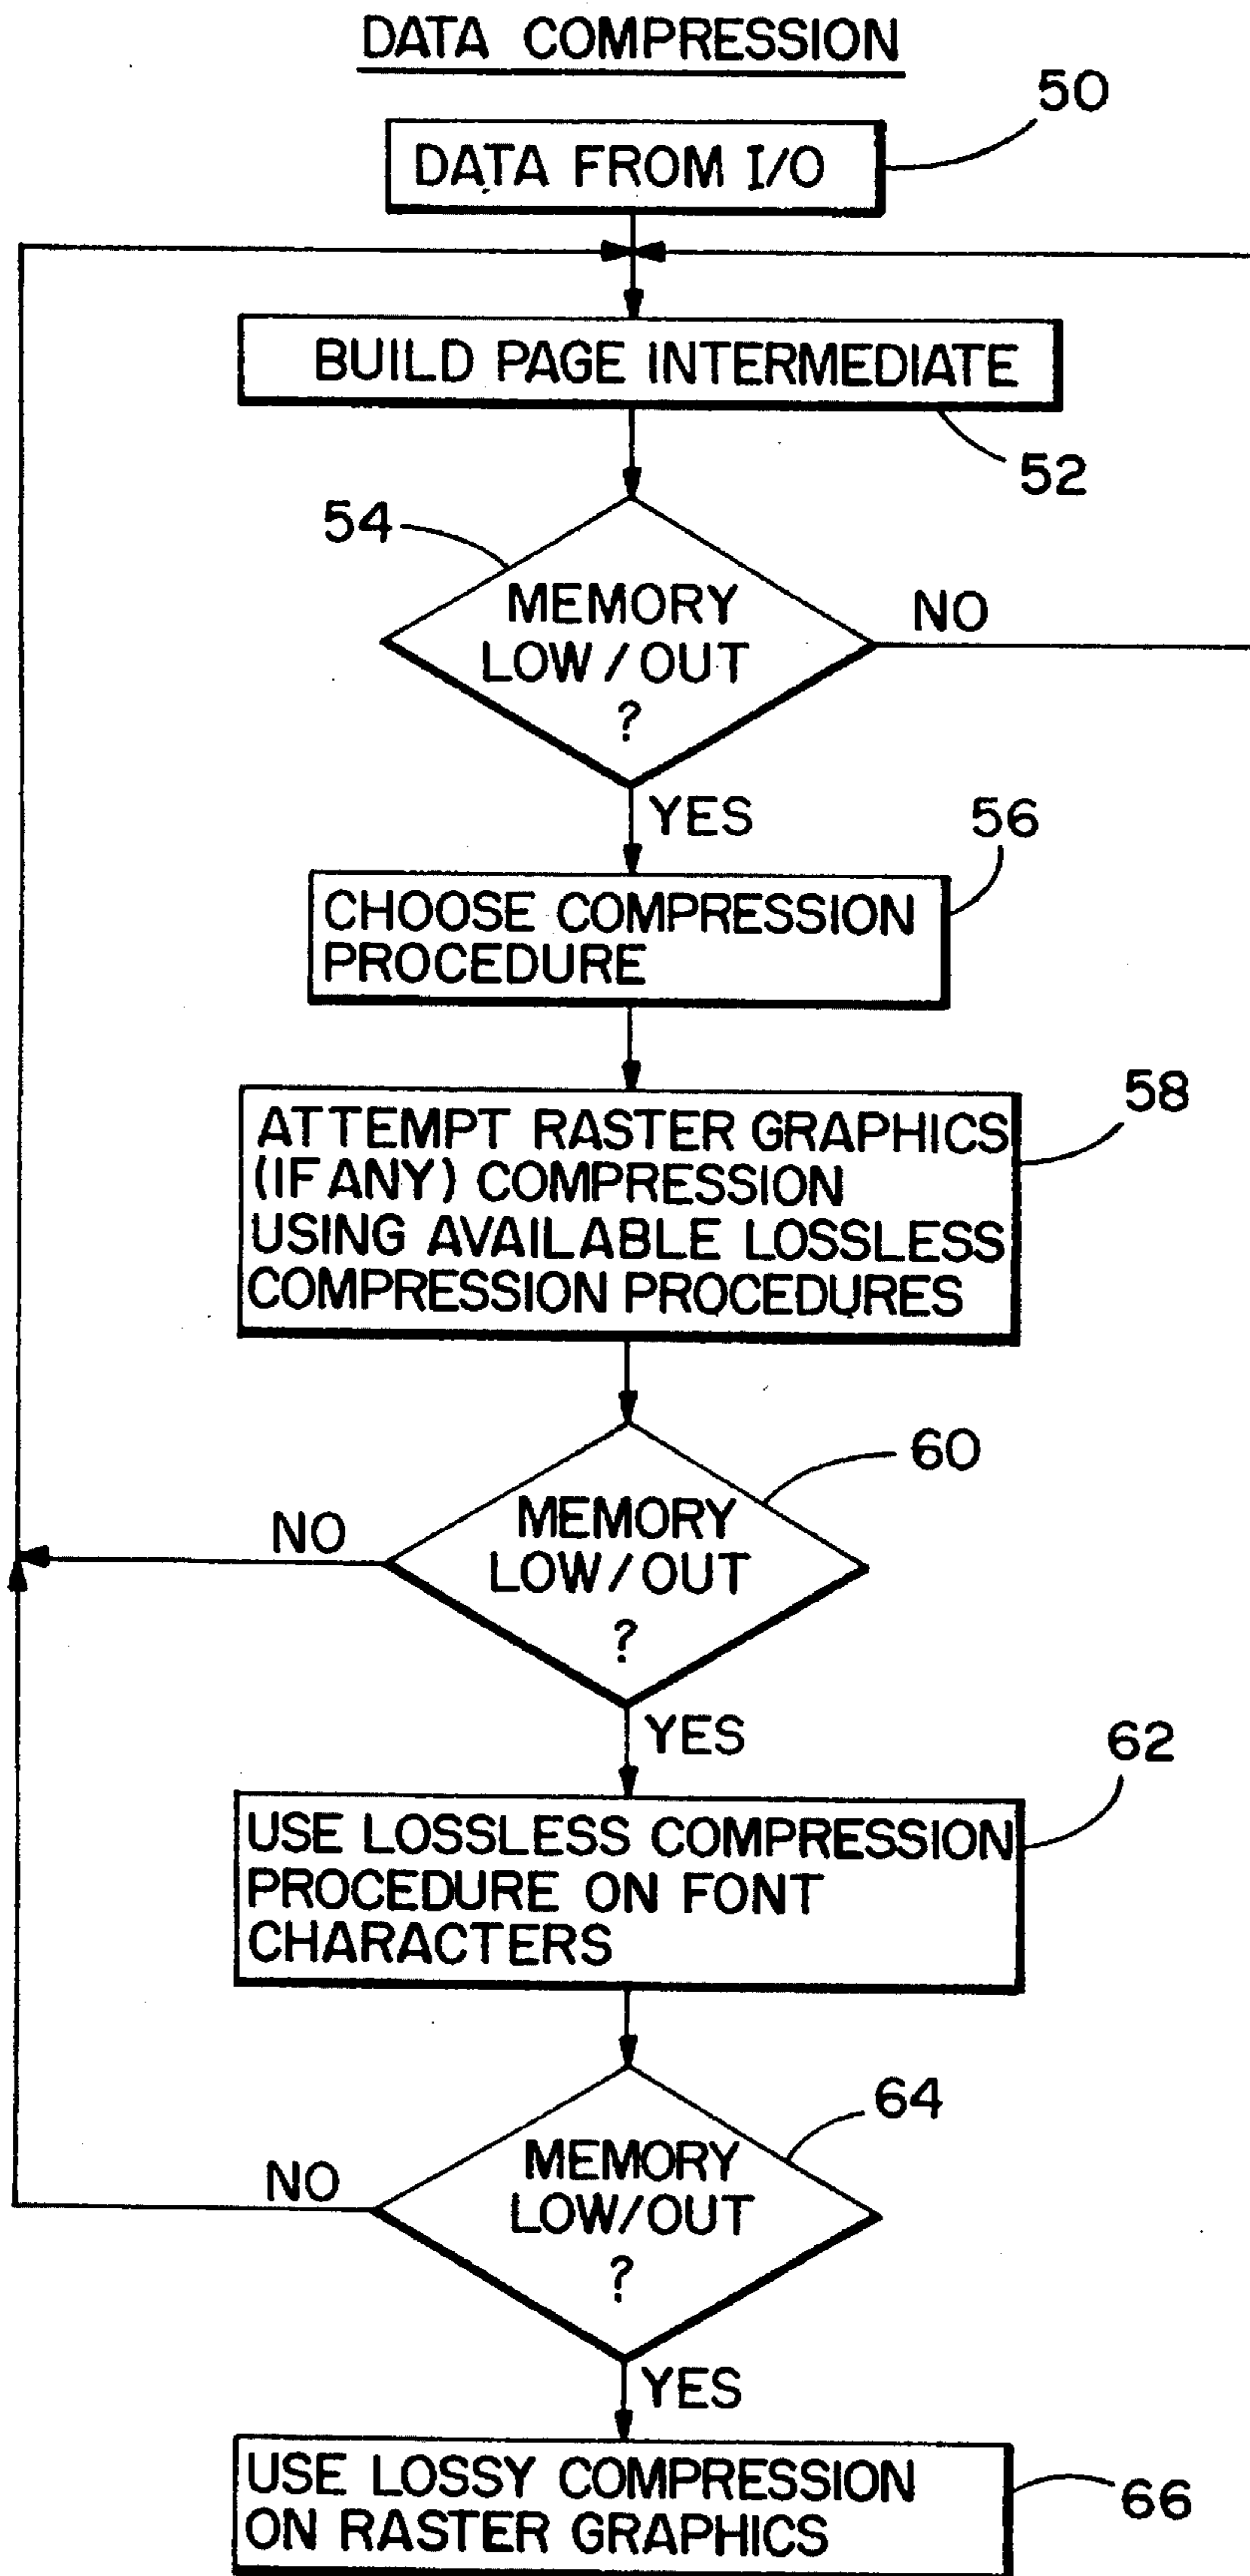 DATA COMPRESSION
50
DATA FROM I/O
BUILD PAGE INTERMEDIATE
52
54
MEMORY
LOW/OUT
?
NO
YES
56
CHOOSE COMPRESSION
PROCEDURE
58
ATTEMPT RASTER GRAPHICS
(IF ANY) COMPRESSION
USING AVAILABLE LOSSLESS
COMPRESSION PROCEDURES
60
MEMORY
LOW/OUT
?
NO
YES
62
USE LOSSLESS COMPRESSION
PROCEDURE ON FONT
CHARACTERS
64
MEMORY
LOW/OUT
?
NO
YES
USE LOSSY COMPRESSION
ON RASTER GRAPHICS
66